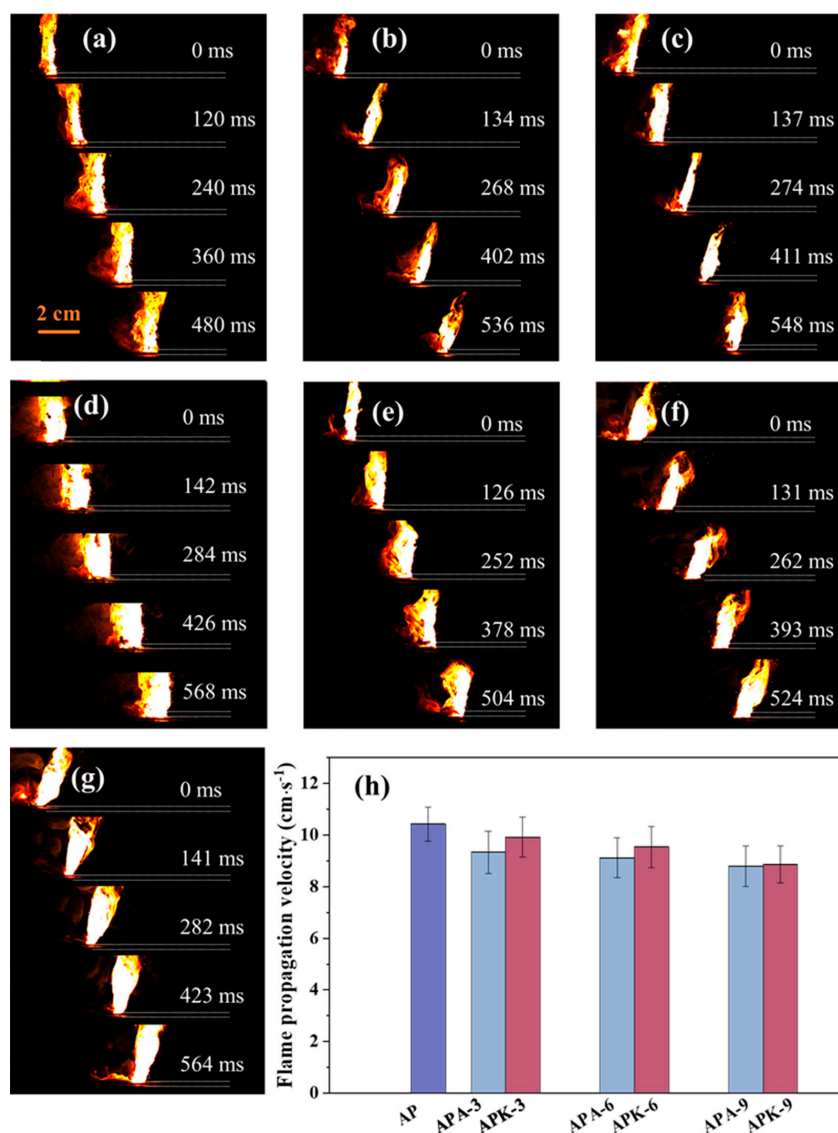 (a)
0 ms
120 ms
240 ms
360 ms
2 cm
480 ms
(b)
0 ms
134 ms
268 ms
402 ms
536 ms
(c)
0 ms
137 ms
274 ms
411 ms
548 ms
(d)
0 ms
142 ms
284 ms
426 ms
568 ms
(e)
0 ms
126 ms
252 ms
378 ms
504 ms
(f)
0 ms
131 ms
262 ms
393 ms
524 ms
(g)
0 ms
141 ms
282 ms
423 ms
564 ms
(h)
Flame propagation velocity (cm·s⁻¹)
12
10
8
6
4
2
0
AP
APA-3
APK-3
APA-6
APK-6
APA-9
APK-9